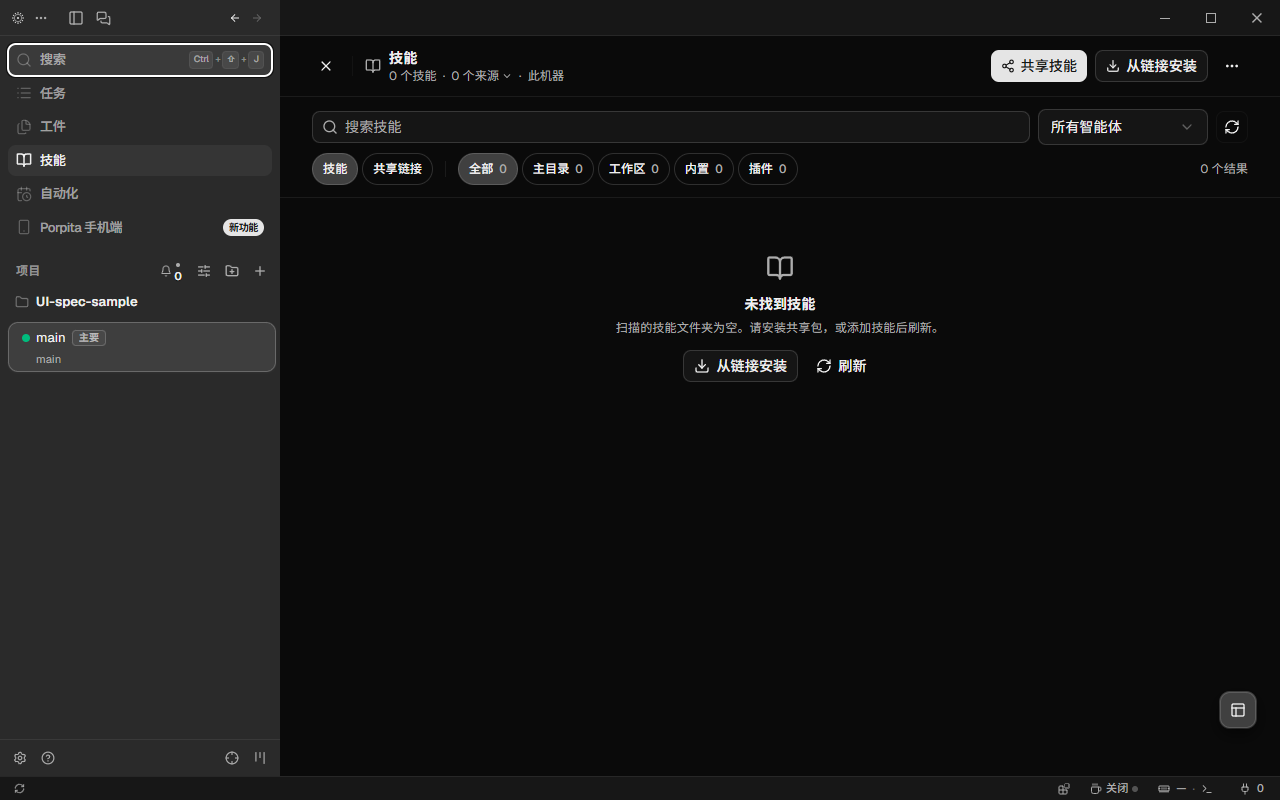 搜索 Ctrl + ⇧ + J
任务
工件
技能
自动化
Porpita 手机端 新功能
项目 0
UI-spec-sample
main 主要
main
技能
0 个技能 · 0 个来源 · 此机器
共享技能 从链接安装
搜索技能 所有智能体
技能 共享链接 全部 0 主目录 0 工作区 0 内置 0 插件 0 0 个结果
未找到技能
扫描的技能文件夹为空。请安装共享包，或添加技能后刷新。
从链接安装 刷新
关闭 — · 0